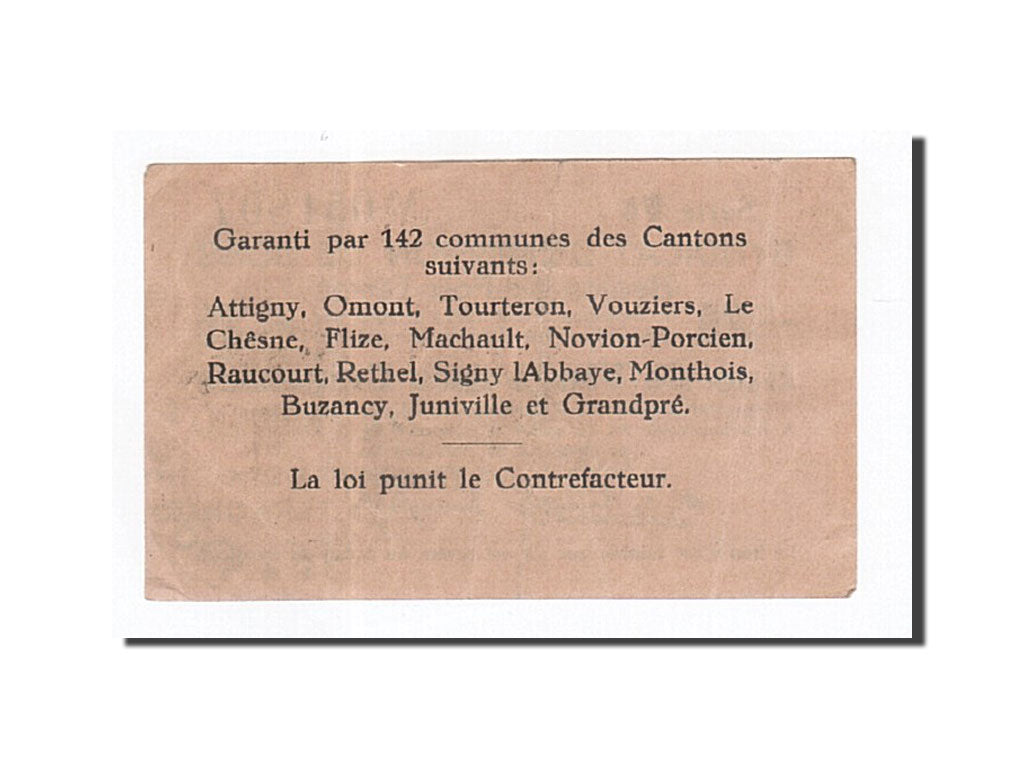 Garanti par 142 communes des Cantons
suivants:
Attigny, Omont, Tourteron, Vouziers, Le
Chêsne, Flize, Machault, Novion-Porcien,
Raucourt, Rethel, Signy lAbbaye, Monthois,
Buzancy, Juniville et Grandpré.
La loi punit le Contrefacteur.